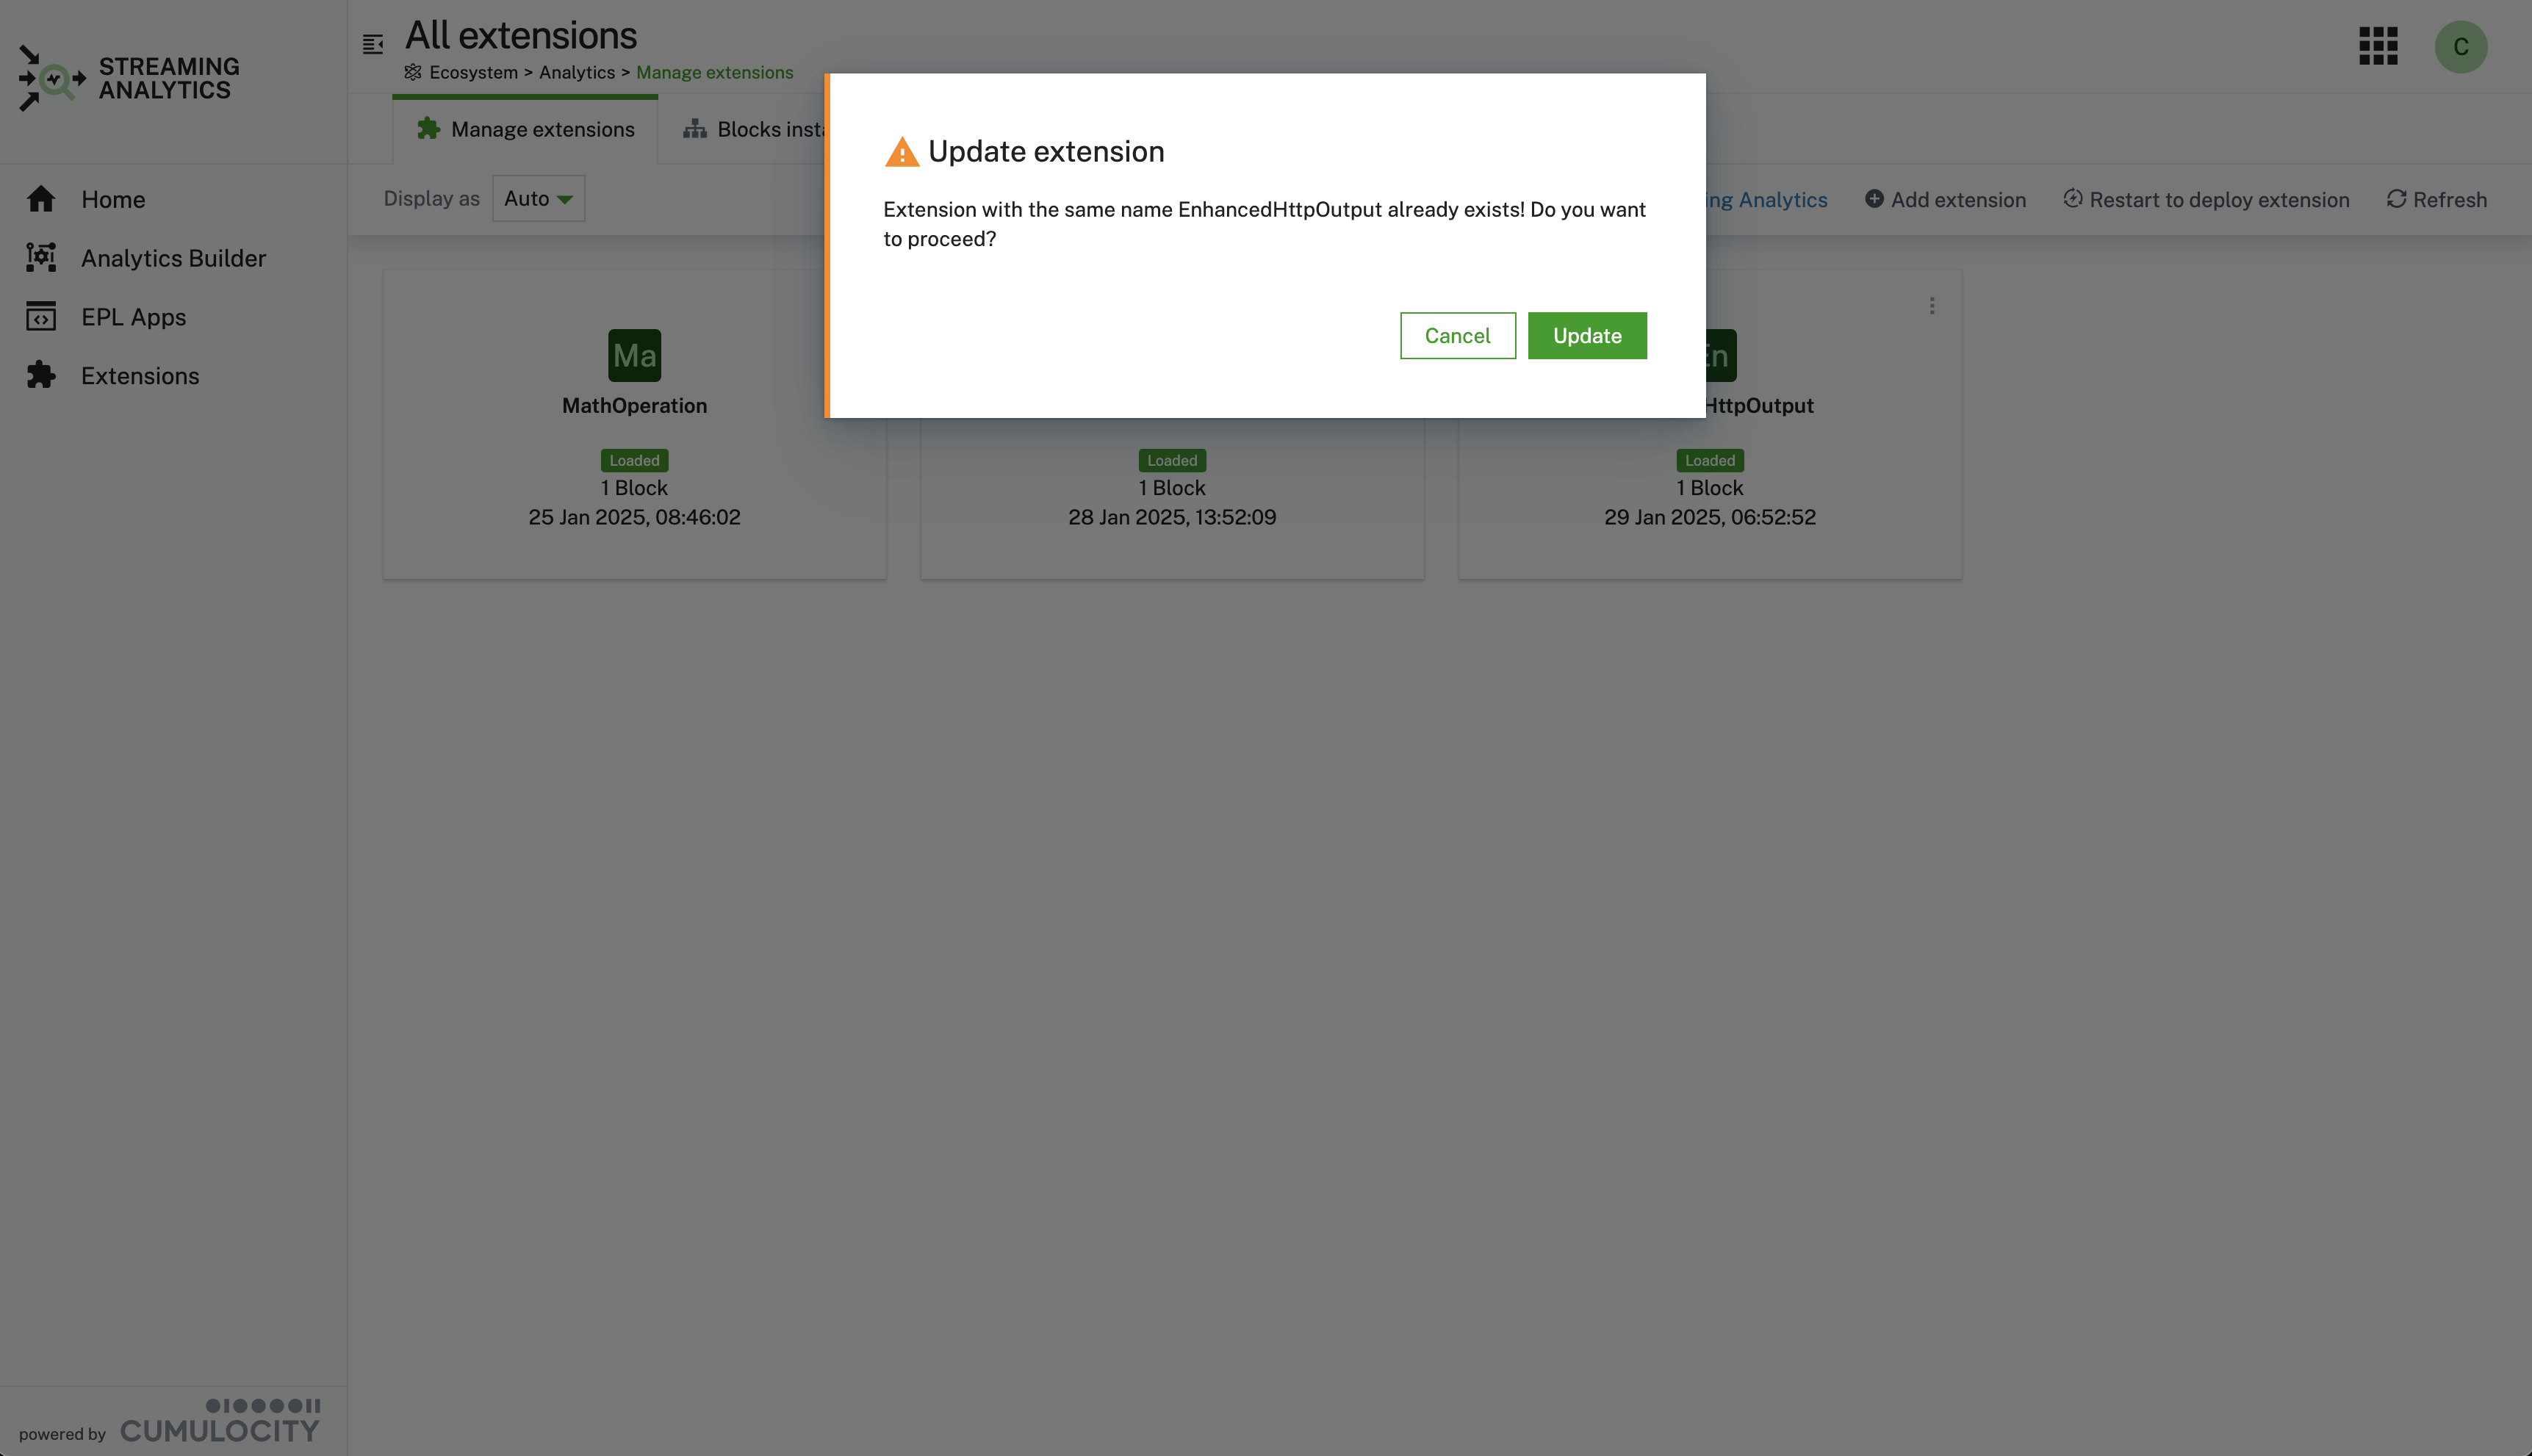 STREAMING
ANALYTICS
All extensions
Ecosystem > Analytics > Manage extensions
C
Manage extensions
Blocks
Update extension
Extension with the same name EnhancedHttpOutput already exists! Do you want
to proceed?
Cancel
Update
Display as
Auto
Analytics
Add extension
Restart to deploy extension
Refresh
Home
Analytics Builder
EPL Apps
Extensions
Ma
MathOperation
Loaded
1 Block
25 Jan 2025, 08:46:02
Loaded
1 Block
28 Jan 2025, 13:52:09
HttpOutput
Loaded
1 Block
29 Jan 2025, 06:52:52
powered by
CUMULOCITY